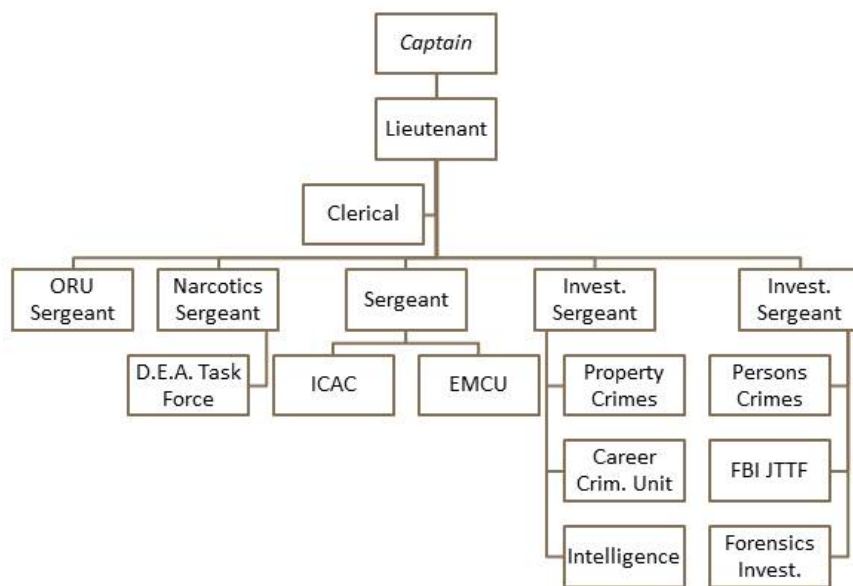 Captain
Lieutenant
Clerical
ORU
Sergeant
Narcotics
Sergeant
Sergeant
Invest.
Sergeant
Invest.
Sergeant
D.E.A. Task
Force
ICAC
EMCU
Property
Crimes
Persons
Crimes
Career
Crim. Unit
FBI JTTF
Intelligence
Forensics
Invest.